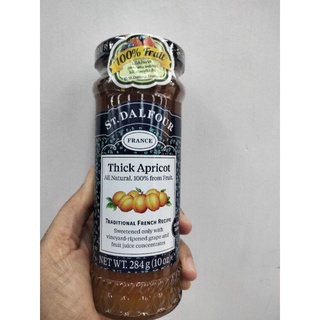 100% Fruit
ST. DALFOUR
FRANCE
Thick Apricot
All Natural. 100% from Fruit.
TRADITIONAL FRENCH RECIPE
Sweetened only with
vineyard-ripened grape and
fruit juice concentrates
NET WT. 284g (10 oz